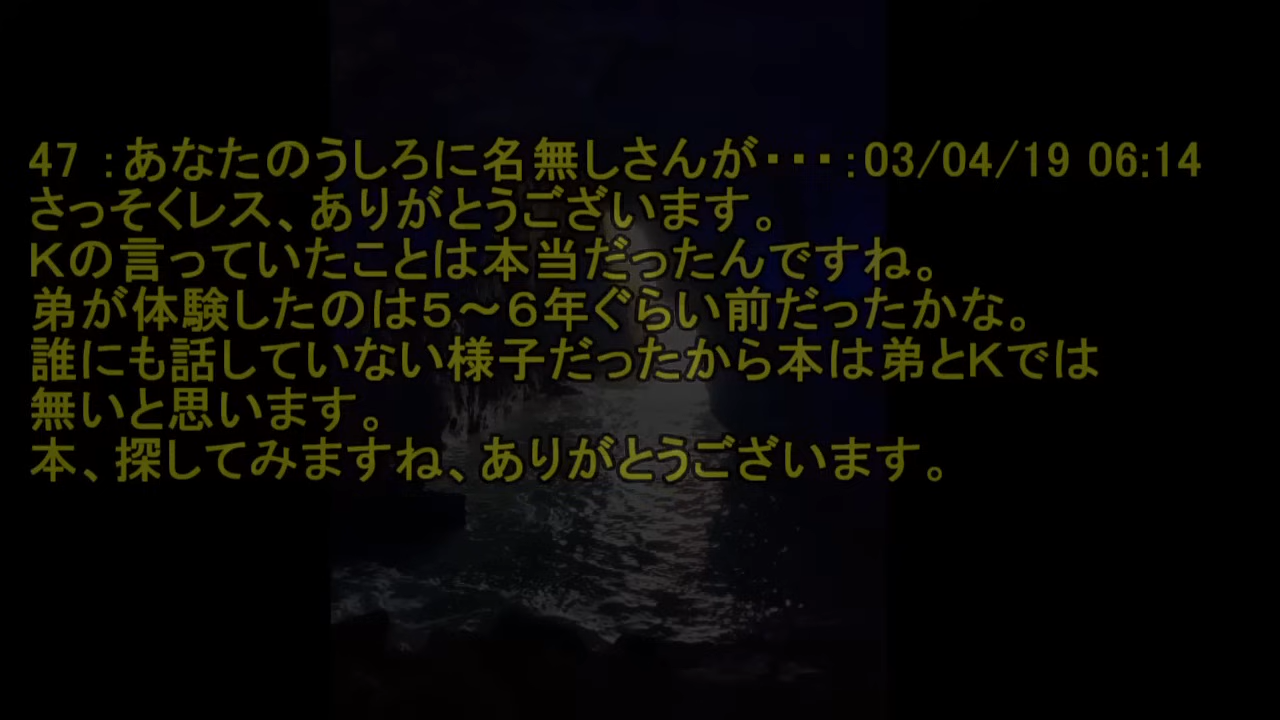 47 ：あなたのうしろに名無しさんが・・・：03/04/19 06:14
さっそくレス、ありがとうございます。
Ｋの言っていたことは本当だったんですね。
弟が体験したのは５～６年ぐらい前だったかな。
誰にも話していない様子だったから本は弟とＫでは
無いと思います。
本、探してみますね、ありがとうございます。